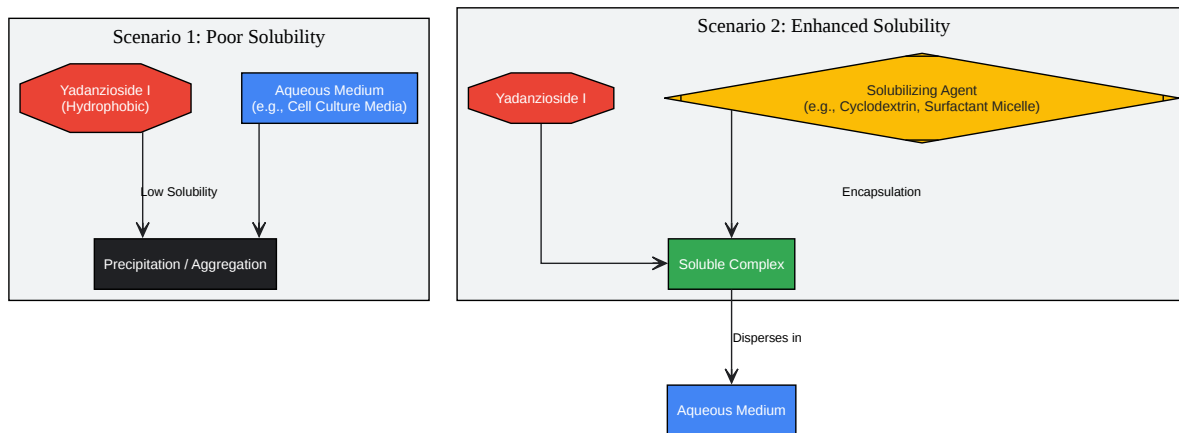 Scenario 1: Poor Solubility
Yadanzioside I
(Hydrophobic)
Aqueous Medium
(e.g., Cell Culture Media)
Low Solubility
Precipitation / Aggregation
Scenario 2: Enhanced Solubility
Yadanzioside I
Solubilizing Agent
(e.g., Cyclodextrin, Surfactant Micelle)
Encapsulation
Soluble Complex
Disperses in
Aqueous Medium